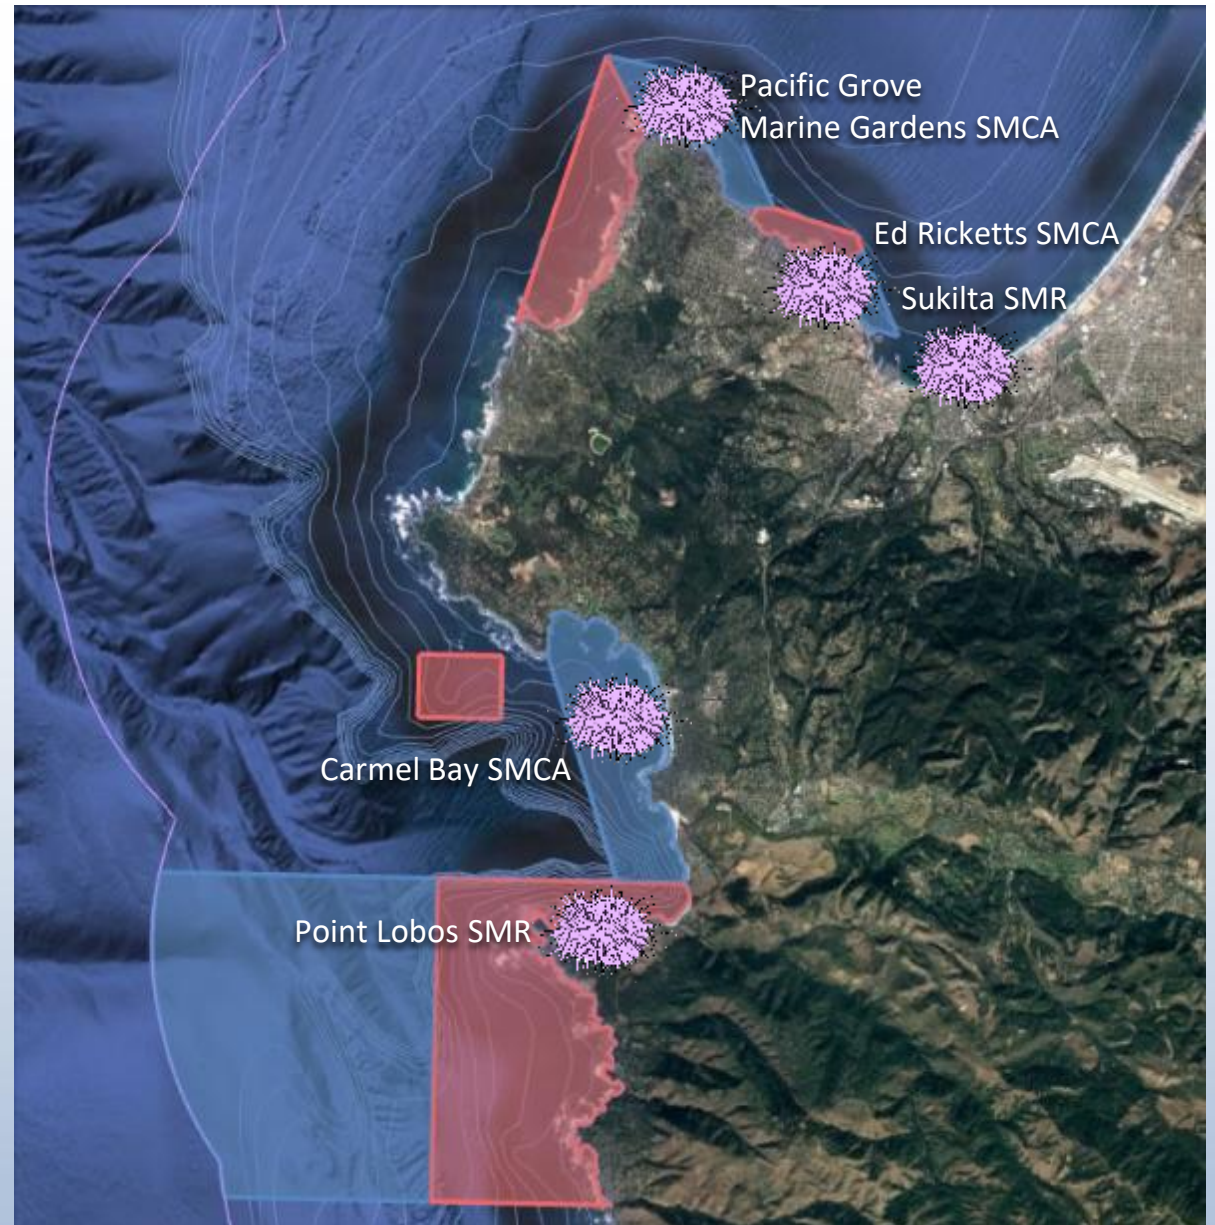 Pacific Grove
Marine Gardens SMCA
Ed Ricketts SMCA
Sukilta SMR
Carmel Bay SMCA
Point Lobos SMR